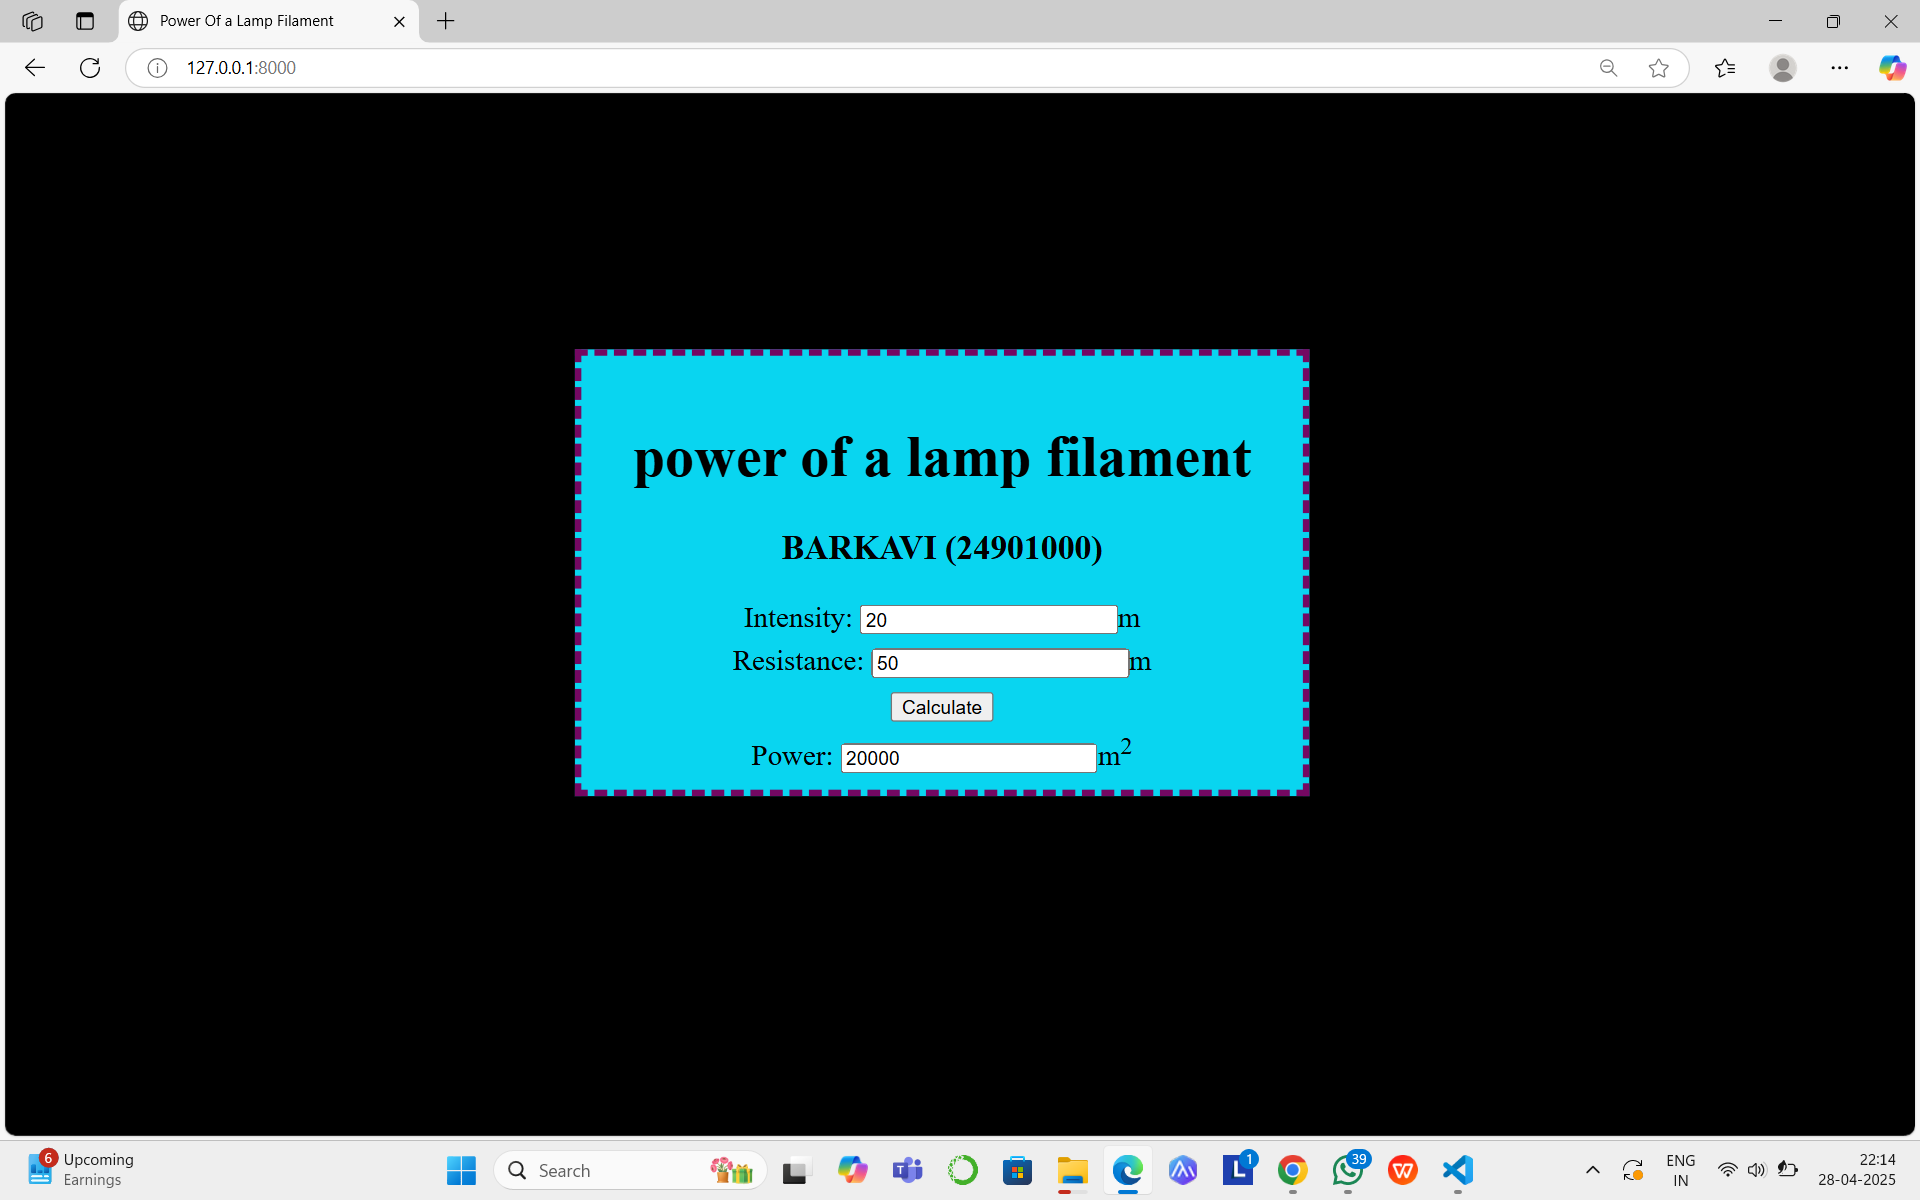 Power Of a Lamp Filament
127.0.0.1:8000
power of a lamp filament
BARKAVI (24901000)
Intensity: 20 m
Resistance: 50 m
Calculate
Power: 20000 m²
6
Upcoming
Earnings
Search
T
L
1
39
W
ENG
IN
22:14
28-04-2025